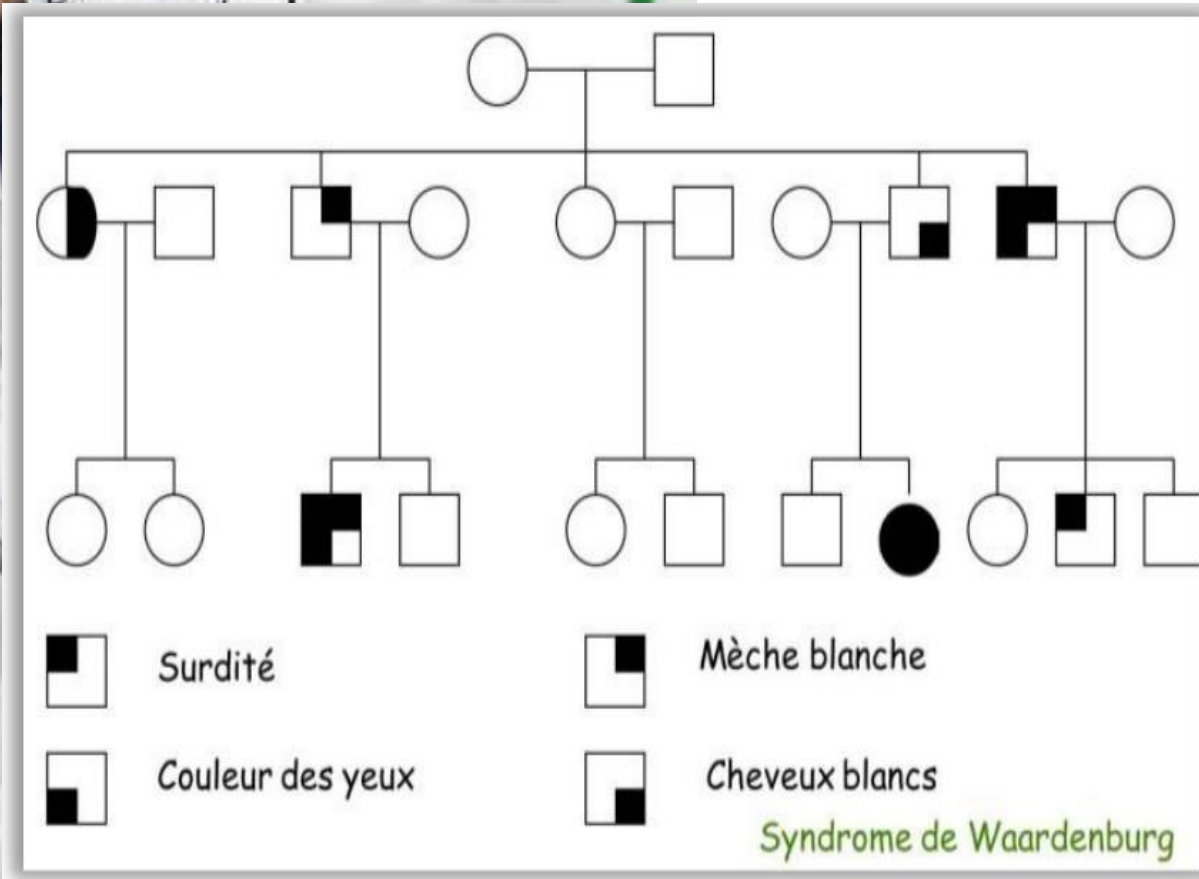 Surdité
Mèche blanche
Couleur des yeux
Cheveux blancs
Syndrome de Waardenburg